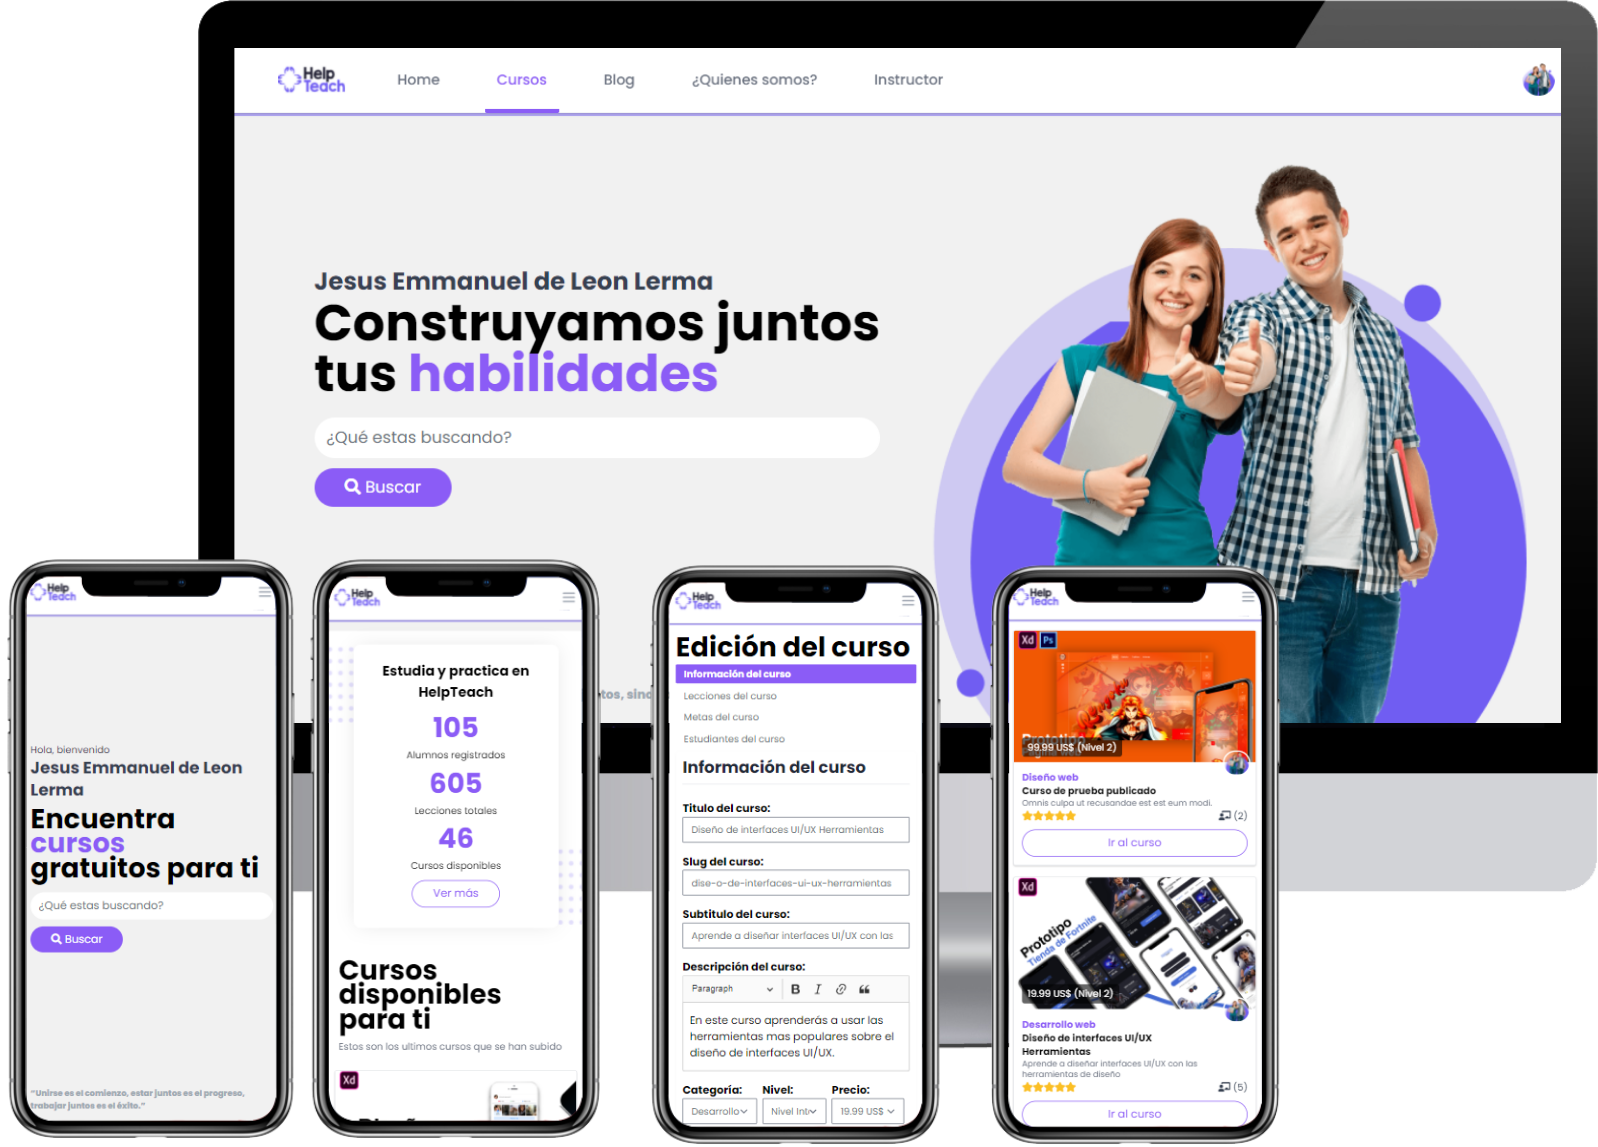 Help
Teach
Home
Cursos
Blog
¿Quienes somos?
Instructor
Jesus Emmanuel de Leon Lerma
Construyamos juntos
tus habilidades
¿Qué estas buscando?
Buscar
tos, sinc
Help
Teach
Hola, bienvenido
Jesus Emmanuel de Leon
Lerma
Encuentra
cursos
gratuitos para ti
¿Qué estas buscando?
Buscar
“Unirse es el comienzo, estar juntos es el progreso,
trabajar juntos es el éxito.”
Help
Teach
Estudia y practica en
HelpTeach
105
Alumnos registrados
605
Lecciones totales
46
Cursos disponibles
Ver más
Cursos
disponibles
para ti
Estos son los ultimos cursos que se han subido
Xd
Help
Teach
Edición del curso
Información del curso
Lecciones del curso
Metas del curso
Estudiantes del curso
Información del curso
Titulo del curso:
Diseño de interfaces UI/UX Herramientas
Slug del curso:
dise-o-de-interfaces-ui-ux-herramientas
Subtitulo del curso:
Aprende a diseñar interfaces UI/UX con las
Descripción del curso:
Paragraph
B I
En este curso aprenderás a usar las
herramientas mas populares sobre el
diseño de interfaces UI/UX.
Categoría: Nivel: Precio:
Desarrollo Nivel Int 19.99 US$
Help
Teach
Xd Ps
Prototipo
99.99 US$ (Nivel 2)
Diseño web
Curso de prueba publicado
Omnis culpa ut recusandae est est eum modi.
(2)
Ir al curso
Xd
Prototipo
Tienda de Fortnite
19.99 US$ (Nivel 2)
Desarrollo web
Diseño de interfaces UI/UX
Herramientas
Aprende a diseñar interfaces UI/UX con las
herramientas de diseño
(5)
Ir al curso